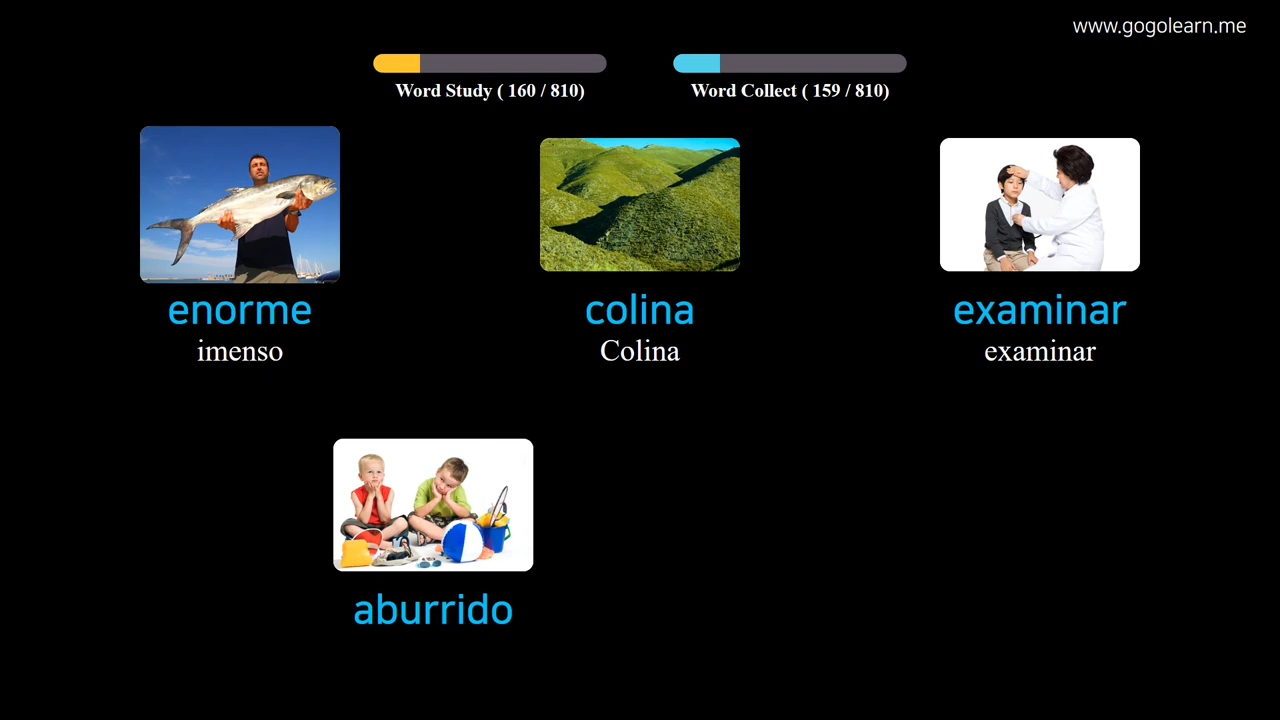 www.gogolearn.me
Word Study ( 160 / 810)
Word Collect ( 159 / 810)
enorme
imenso
colina
Colina
examinar
examinar
aburrido